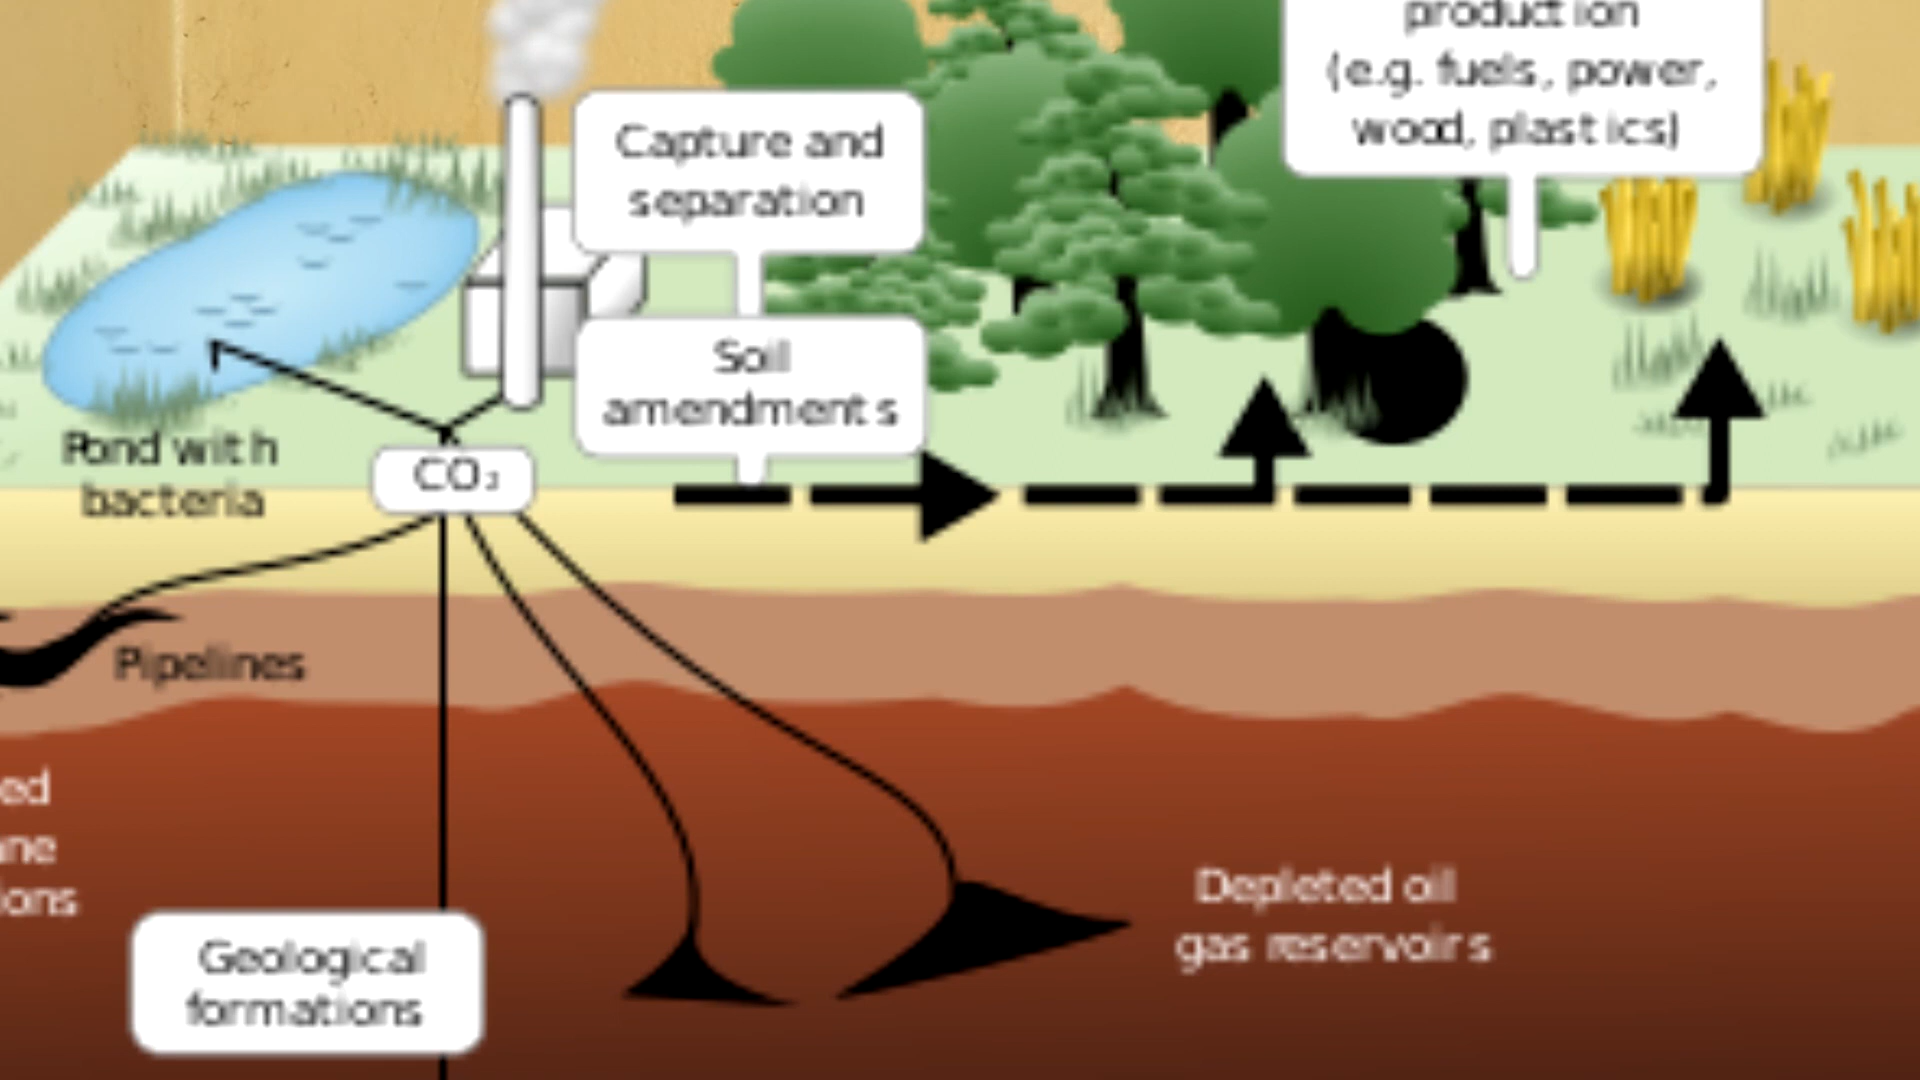 production
(e.g. fuels, power,
wood, plastics)
Capture and
separation
Soil
amendments
Pond with
bacteria
CO₂
Pipelines
Depleted oil
gas reservoirs
Geological
formations